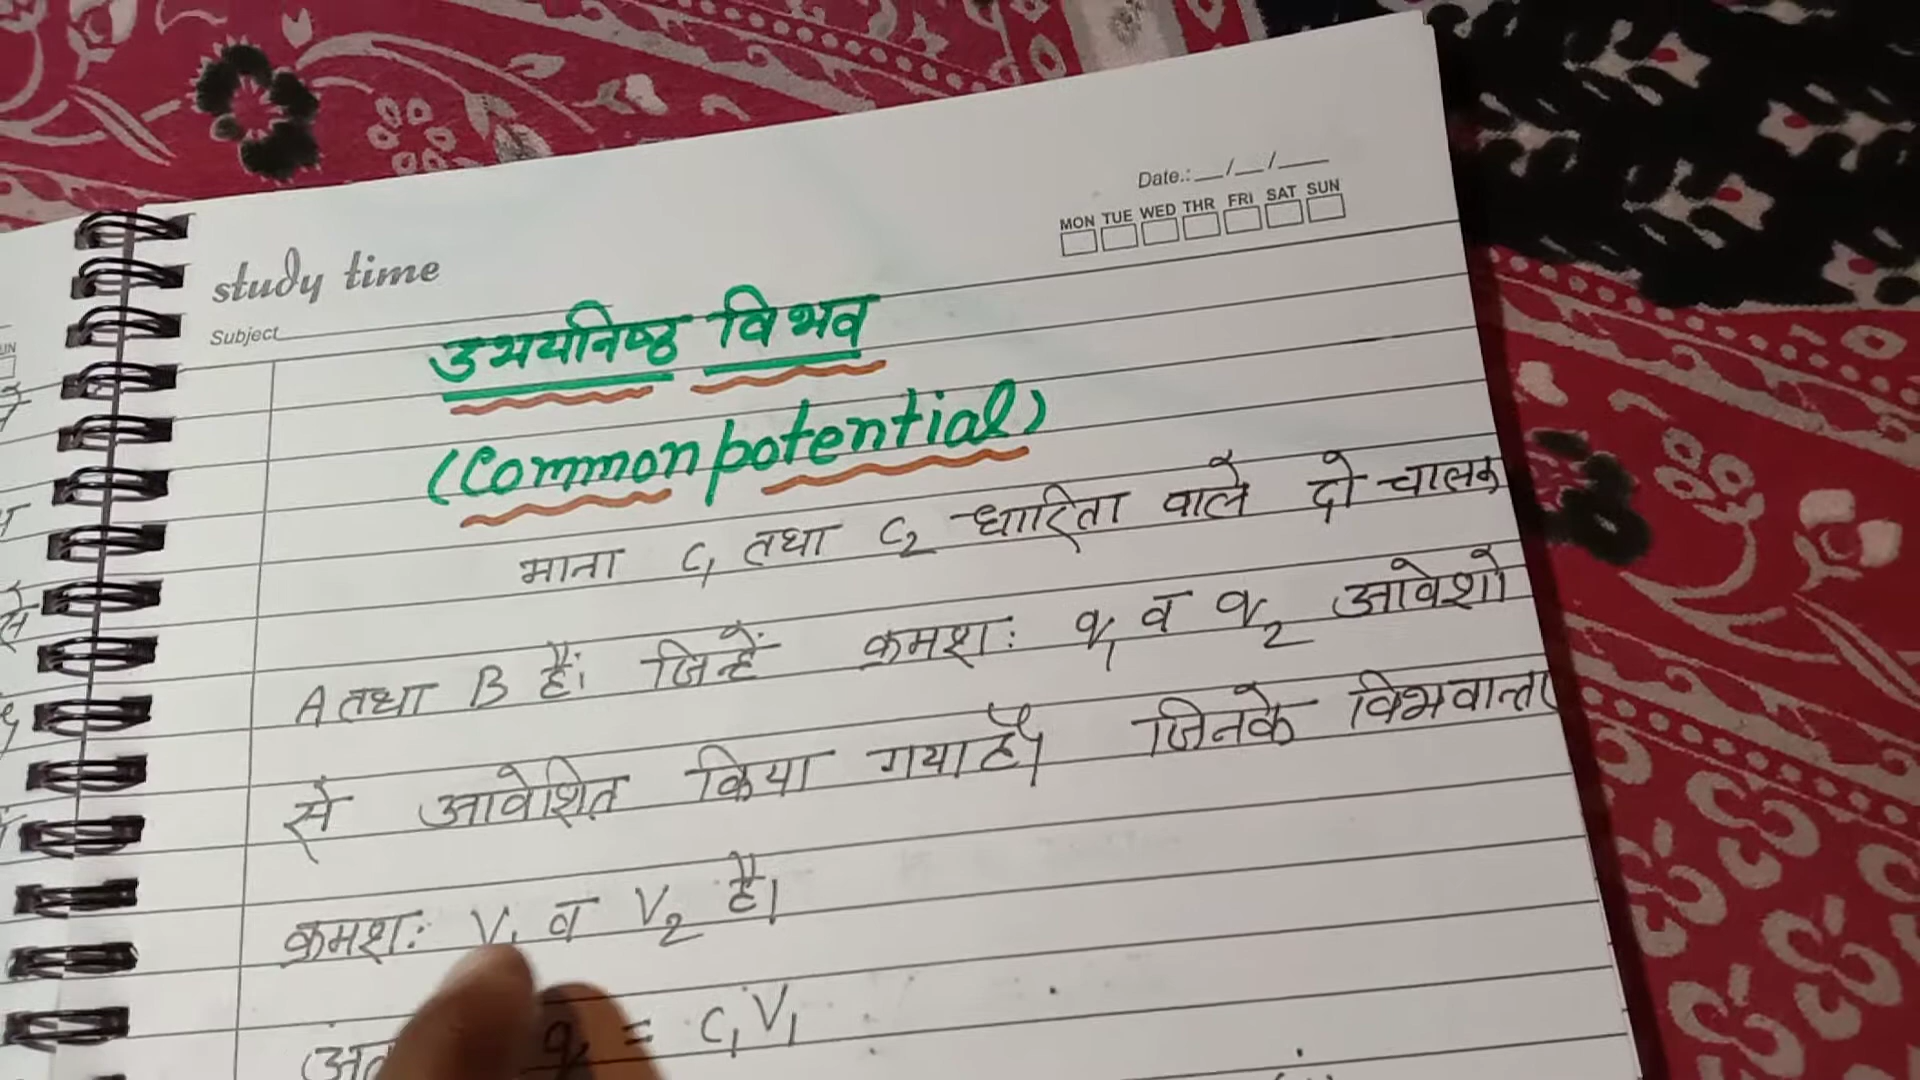 Date.: __/__/___
MON TUE WED THR FRI SAT SUN
study time
Subject
उभयनिष्ठ विभव
(Common potential)
माना C₁ तथा C₂ धारिता वाले दो चालक
A तथा B हैं। जिन्हें क्रमशः q₁ व q₂ आवेशो
से आवेशित किया गया है। जिनके विभवान्तर
क्रमशः V₁ व V₂ है।
= C₁V₁